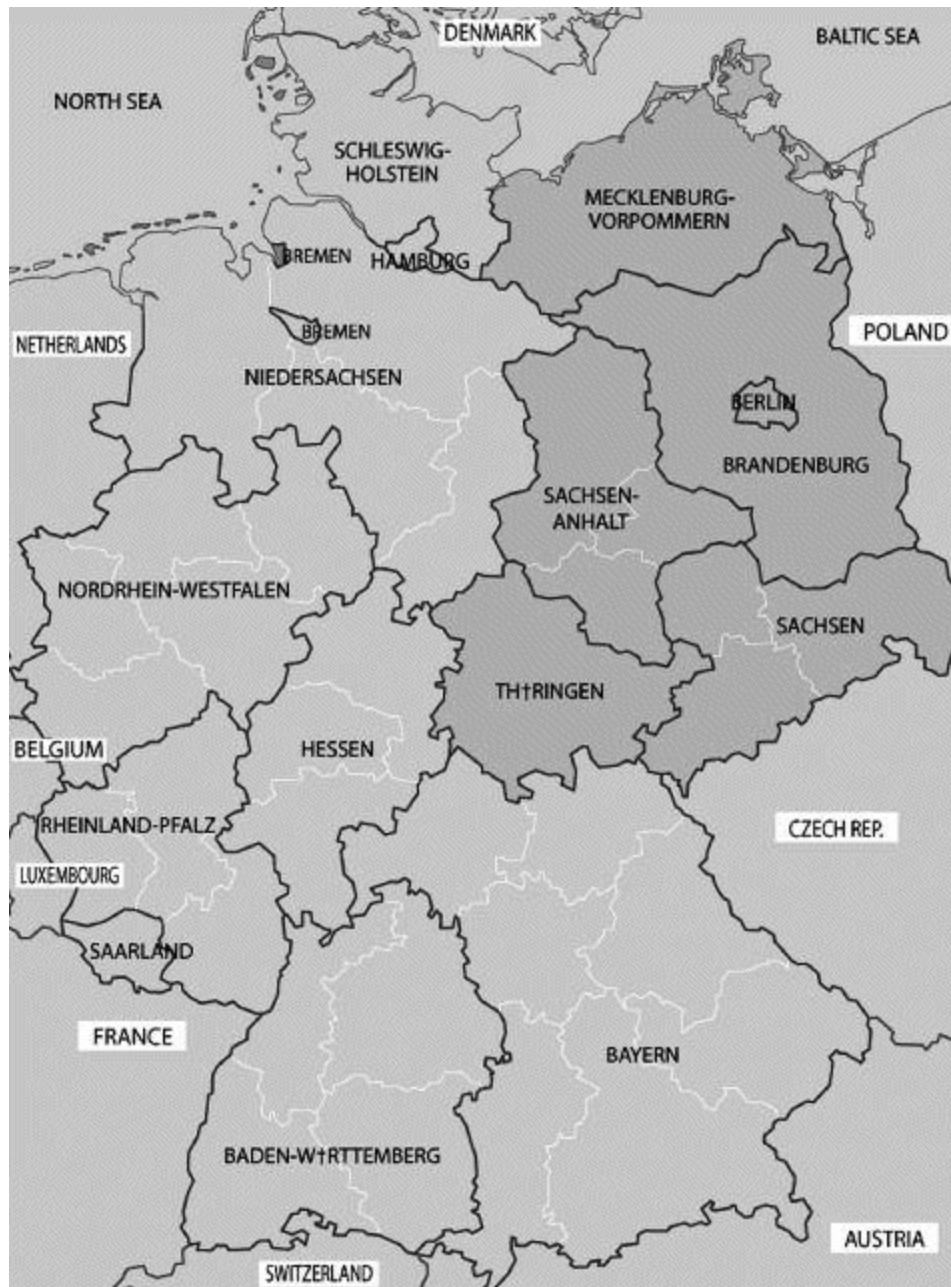 DENMARK
BALTIC SEA
NORTH SEA
SCHLESWIG-
HOLSTEIN
MECKLENBURG-
VORPOMMERN
BREMEN
HAMBURG
BREMEN
NETHERLANDS
POLAND
NIEDERSACHSEN
BERLIN
BRANDENBURG
SACHSEN-
ANHALT
NORDRHEIN-WESTFALEN
SACHSEN
TH†RINGEN
BELGIUM
HESSEN
RHEINLAND-PFALZ
CZECH REP.
LUXEMBOURG
SAARLAND
FRANCE
BAYERN
BADEN-W†RTTEMBERG
AUSTRIA
SWITZERLAND